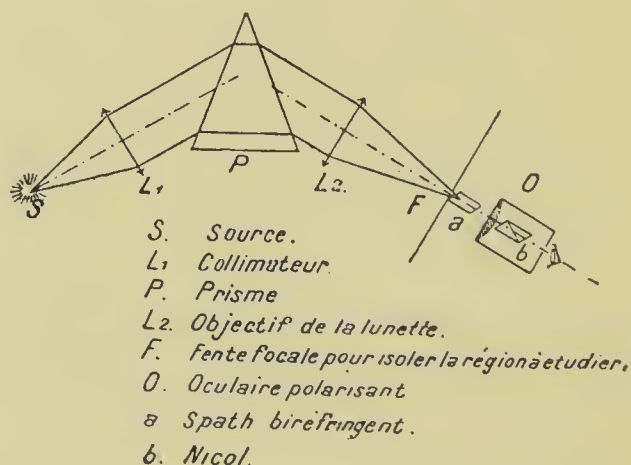 S
L1
P
L2.
F
a
O
b
S. Source.
L1 Collimateur.
P. Prisme
L2. Objectif de la lunette.
F. Fente focale pour isoler la région à etudier.
O. Oculaire polarisant
a Spath biréfringent.
b. Nicol.